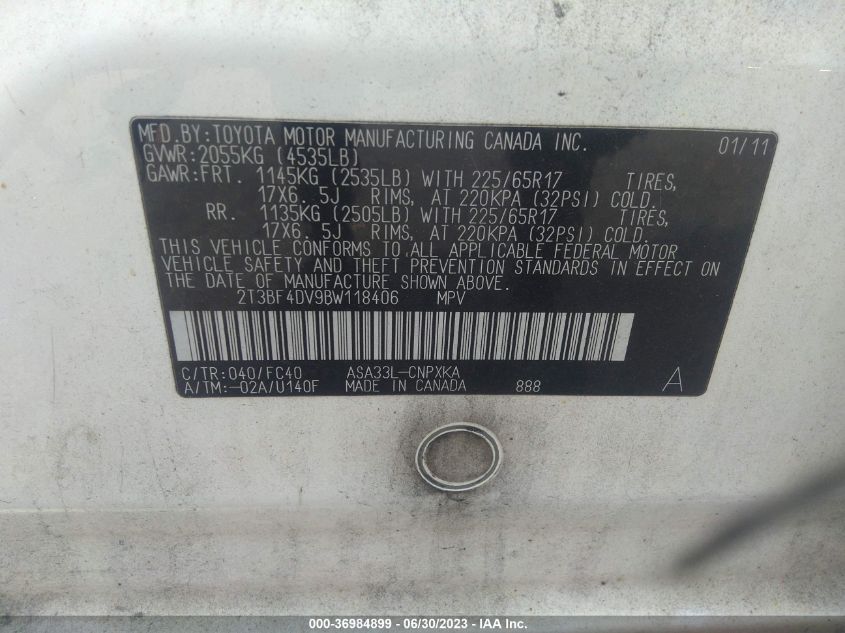 MFD.BY:TOYOTA MOTOR MANUFACTURING CANADA INC. 01/11
GVWR:2055KG (4535LB)
GAWR:FRT. 1145KG (2535LB) WITH 225/65R17 TIRES,
17X6.5J RIMS, AT 220KPA (32PSI) COLD.
RR. 1135KG (2505LB) WITH 225/65R17 TIRES,
17X6.5J RIMS, AT 220KPA (32PSI) COLD.
THIS VEHICLE CONFORMS TO ALL APPLICABLE FEDERAL MOTOR
VEHICLE SAFETY AND THEFT PREVENTION STANDARDS IN EFFECT ON
THE DATE OF MANUFACTURE SHOWN ABOVE.
2T3BF4DV9BW118406 MPV
C/TR:040/FC40 ASA33L-CNPXKA
A/TM:-02A/U140F MADE IN CANADA 888 A
000-36984899 - 06/30/2023 - IAA Inc.